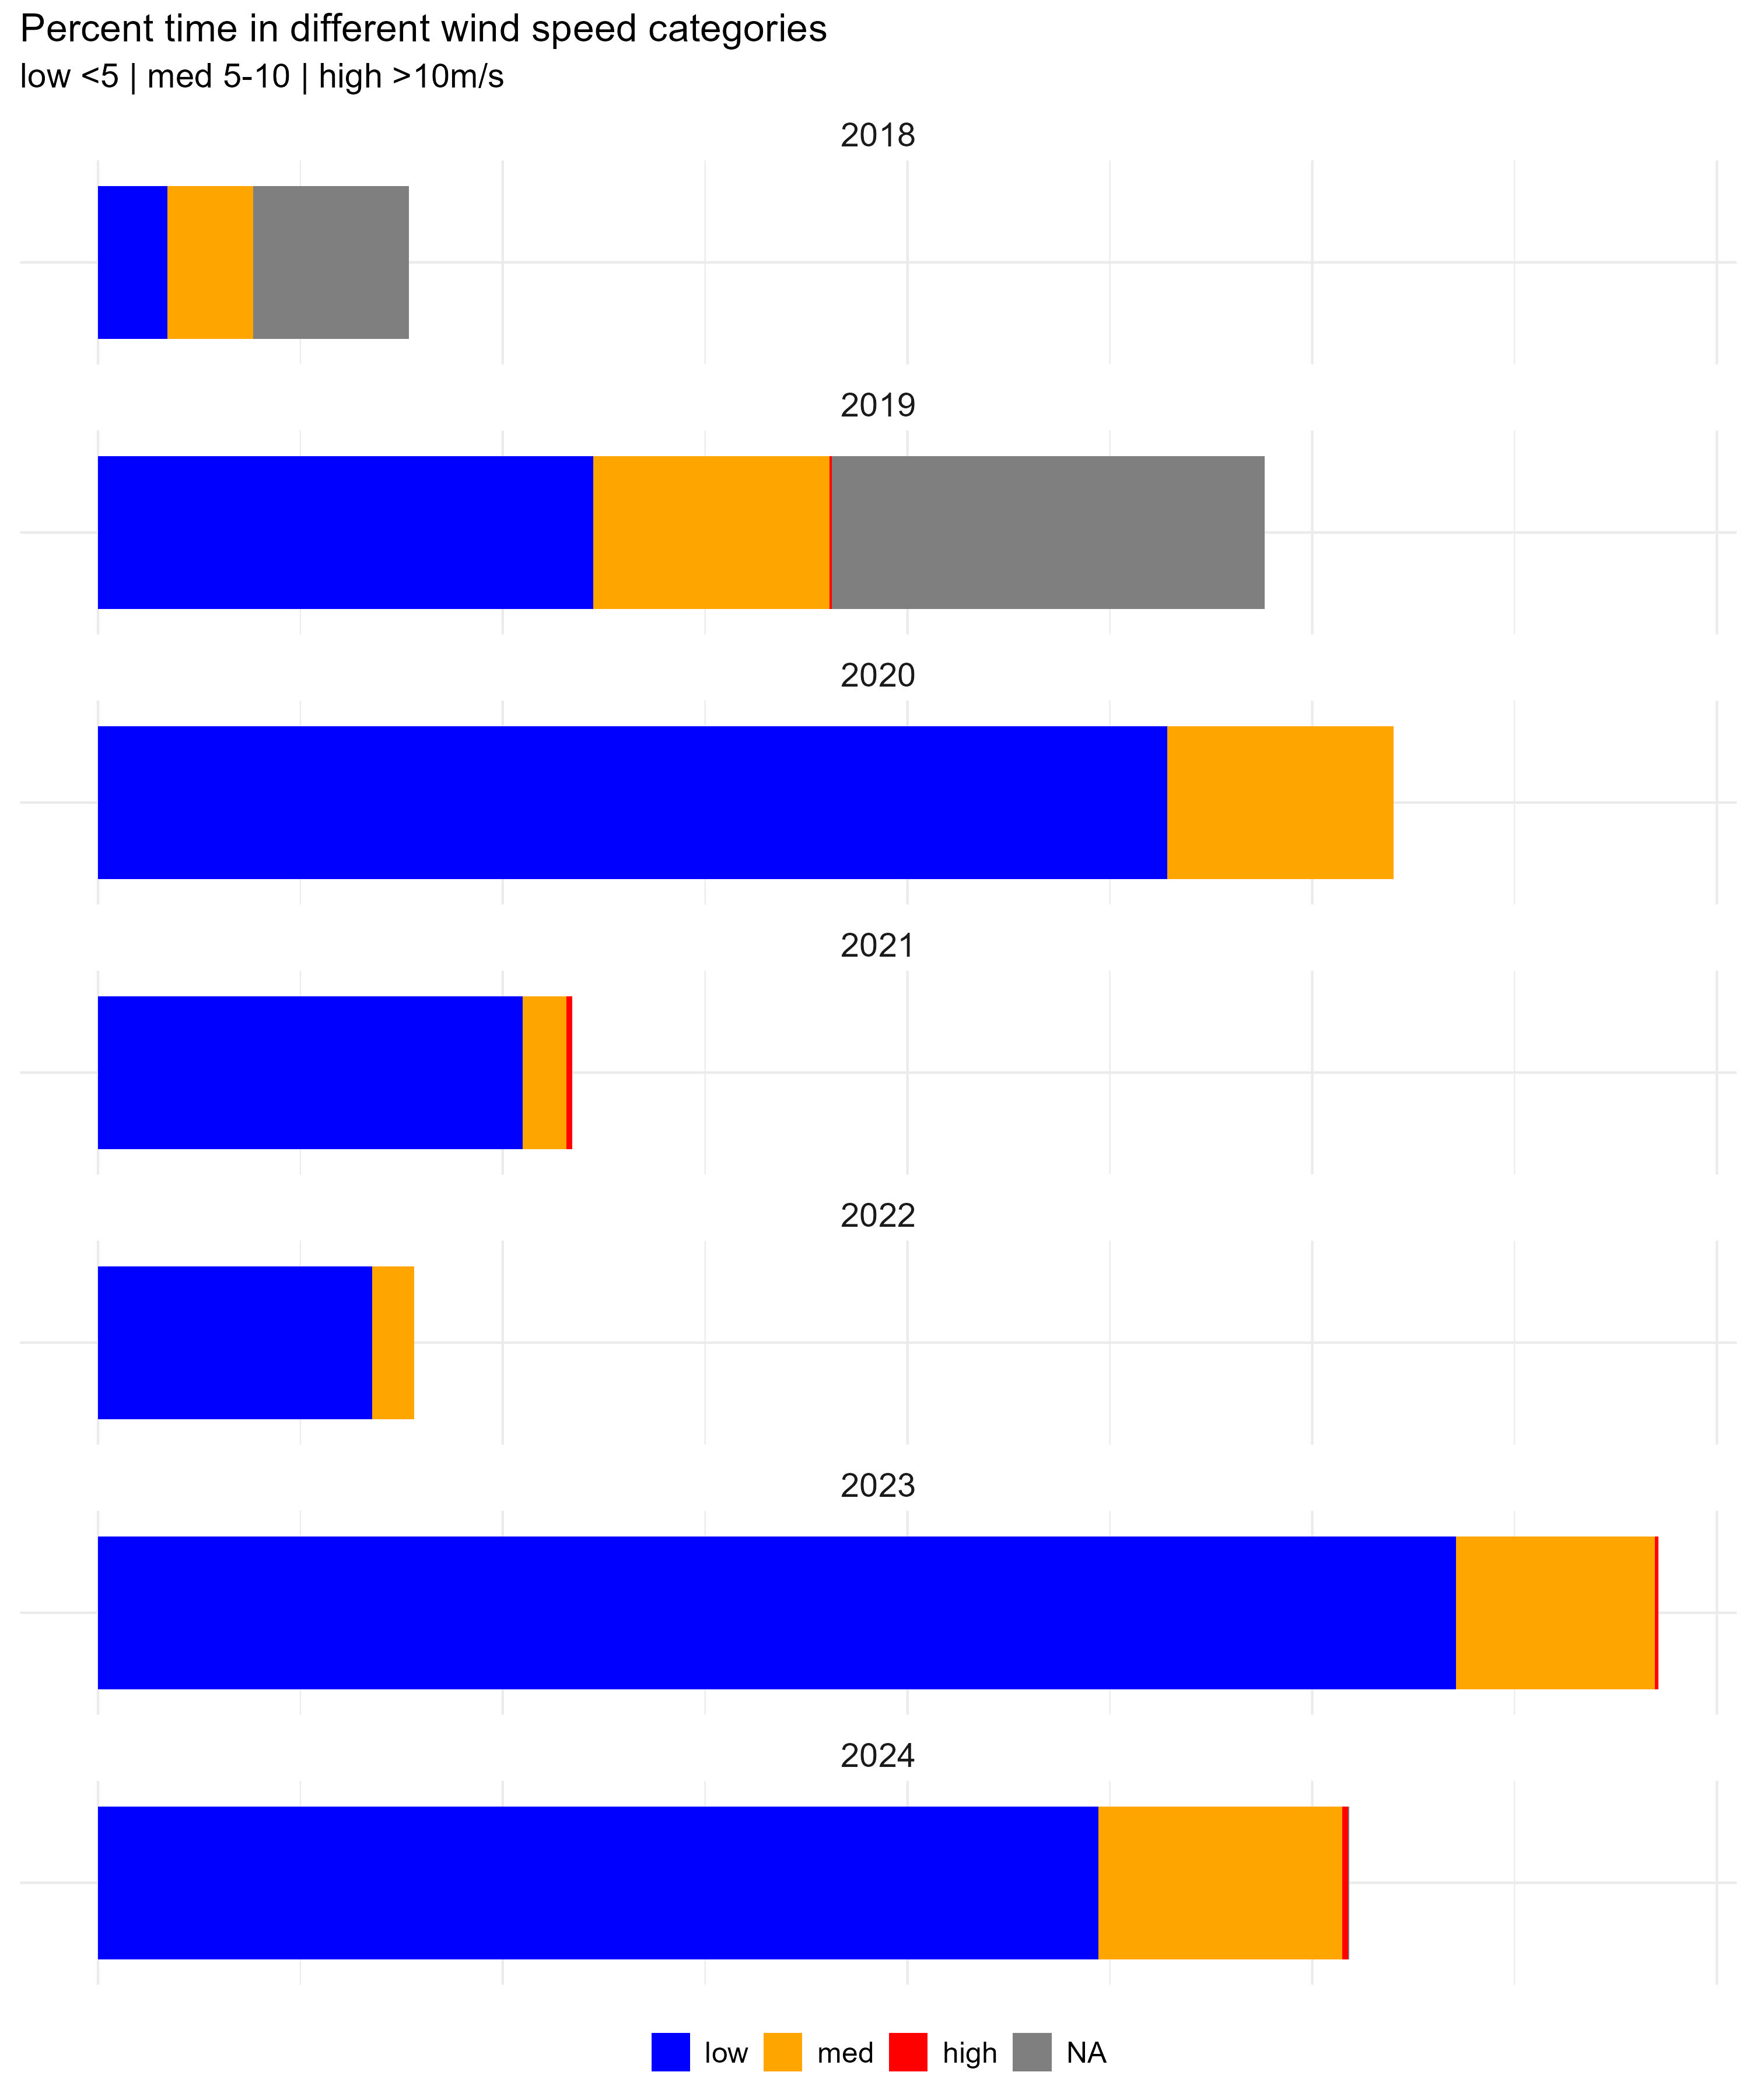 Percent time in different wind speed categories
low <5 | med 5-10 | high >10m/s
2018
2019
2020
2021
2022
2023
2024
low med high NA